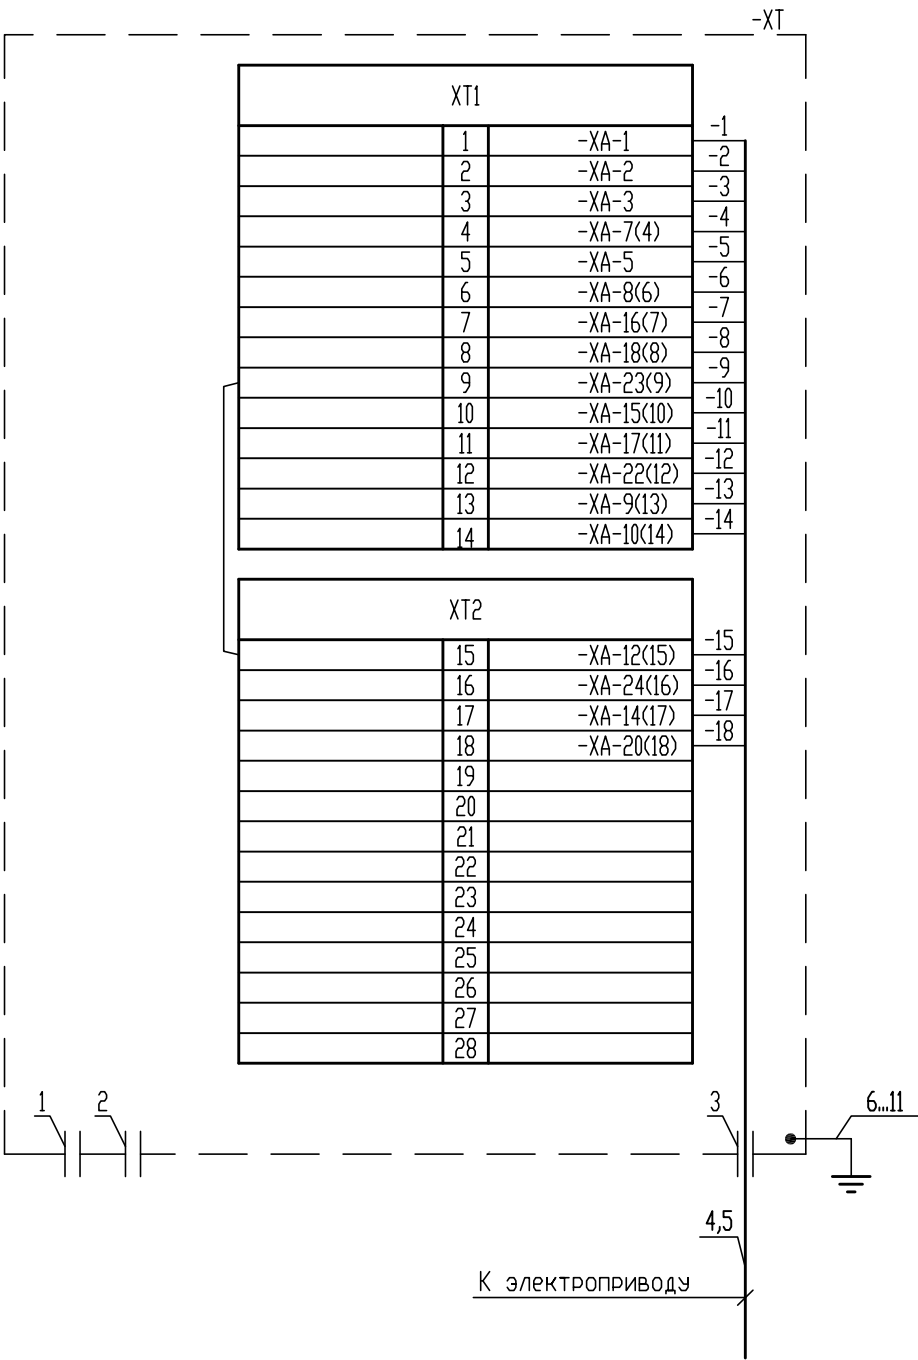 -XT
XT1
1 -XA-1 -1
2 -XA-2 -2
3 -XA-3 -3
4 -XA-7(4) -4
5 -XA-5 -5
6 -XA-8(6) -6
7 -XA-16(7) -7
8 -XA-18(8) -8
9 -XA-23(9) -9
10 -XA-15(10) -10
11 -XA-17(11) -11
12 -XA-22(12) -12
13 -XA-9(13) -13
14 -XA-10(14) -14
XT2
15 -XA-12(15) -15
16 -XA-24(16) -16
17 -XA-14(17) -17
18 -XA-20(18) -18
19
20
21
22
23
24
25
26
27
28
1 2 3 6...11
4,5
К электроприводу